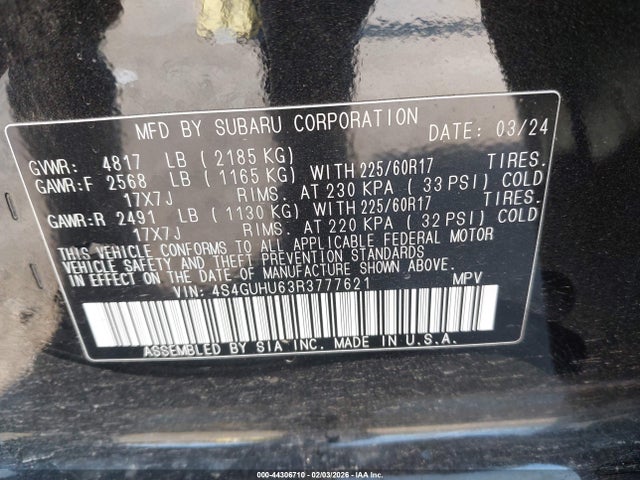 MFD BY SUBARU CORPORATION DATE: 03/24
GVWR: 4817 LB (2185 KG)
GAWR:F 2568 LB (1165 KG) WITH 225/60R17 TIRES.
17X7J RIMS. AT 230 KPA (33 PSI) COLD
GAWR:R 2491 LB (1130 KG) WITH 225/60R17 TIRES.
17X7J RIMS. AT 220 KPA (32 PSI) COLD
THIS VEHICLE CONFORMS TO ALL APPLICABLE FEDERAL MOTOR
VEHICLE SAFETY AND THEFT PREVENTION STANDARDS
IN EFFECT ON THE DATE OF MANUFACTURE SHOWN ABOVE.
VIN: 4S4GUHU63R3777621 MPV
ASSEMBLED BY SIA INC. MADE IN U.S.A.
000-44306710 - 02/03/2026 - IAA Inc.